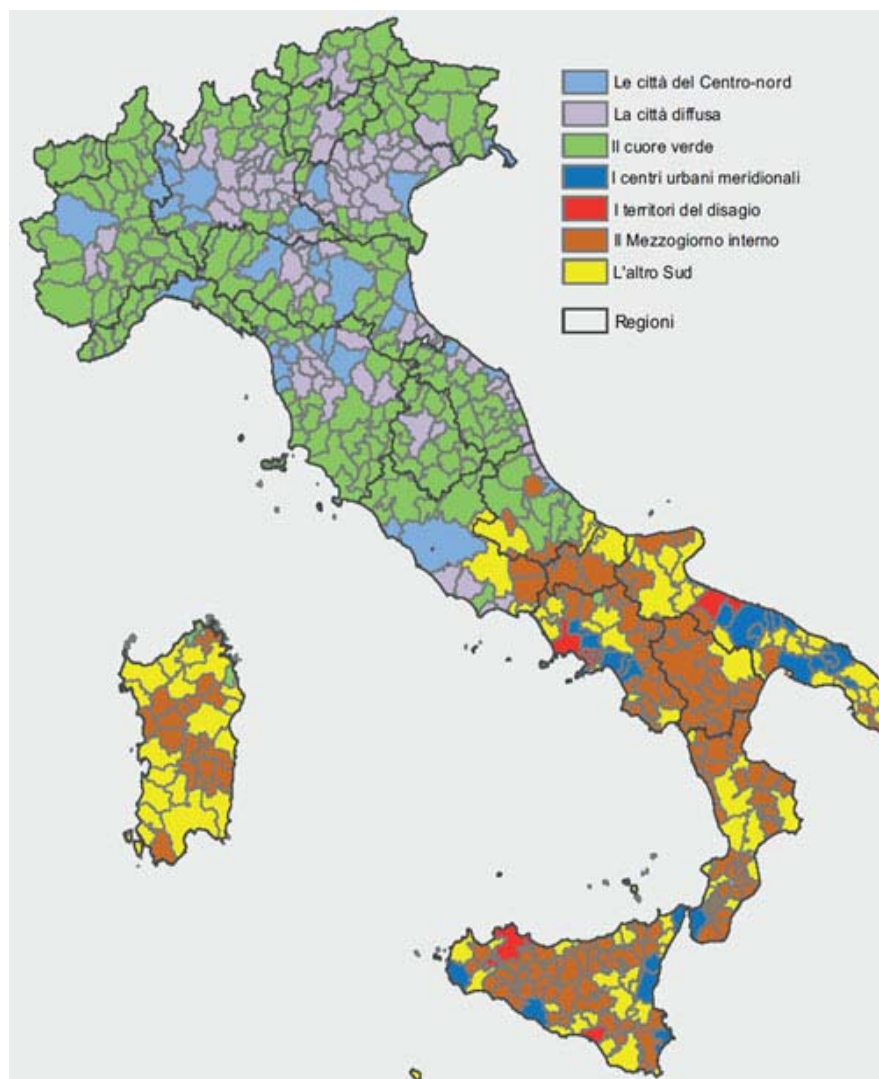 Le città del Centro-nord
La città diffusa
Il cuore verde
I centri urbani meridionali
I territori del disagio
Il Mezzogiorno interno
L'altro Sud
Regioni